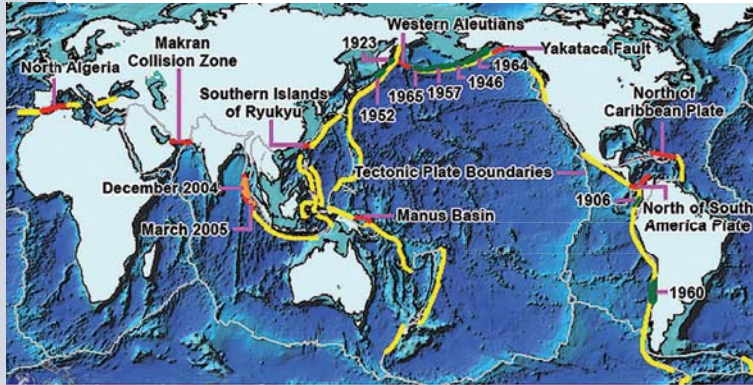 Western Aleutians
1923
Makran
Collision Zone
Yakataca Fault
North Algeria
1964
1946
Southern Islands
of Ryukyu
1965
1957
1952
North of
Caribbean Plate
Tectonic Plate Boundaries
December 2004
1906
Manus Basin
North of South
America Plate
March 2005
1960